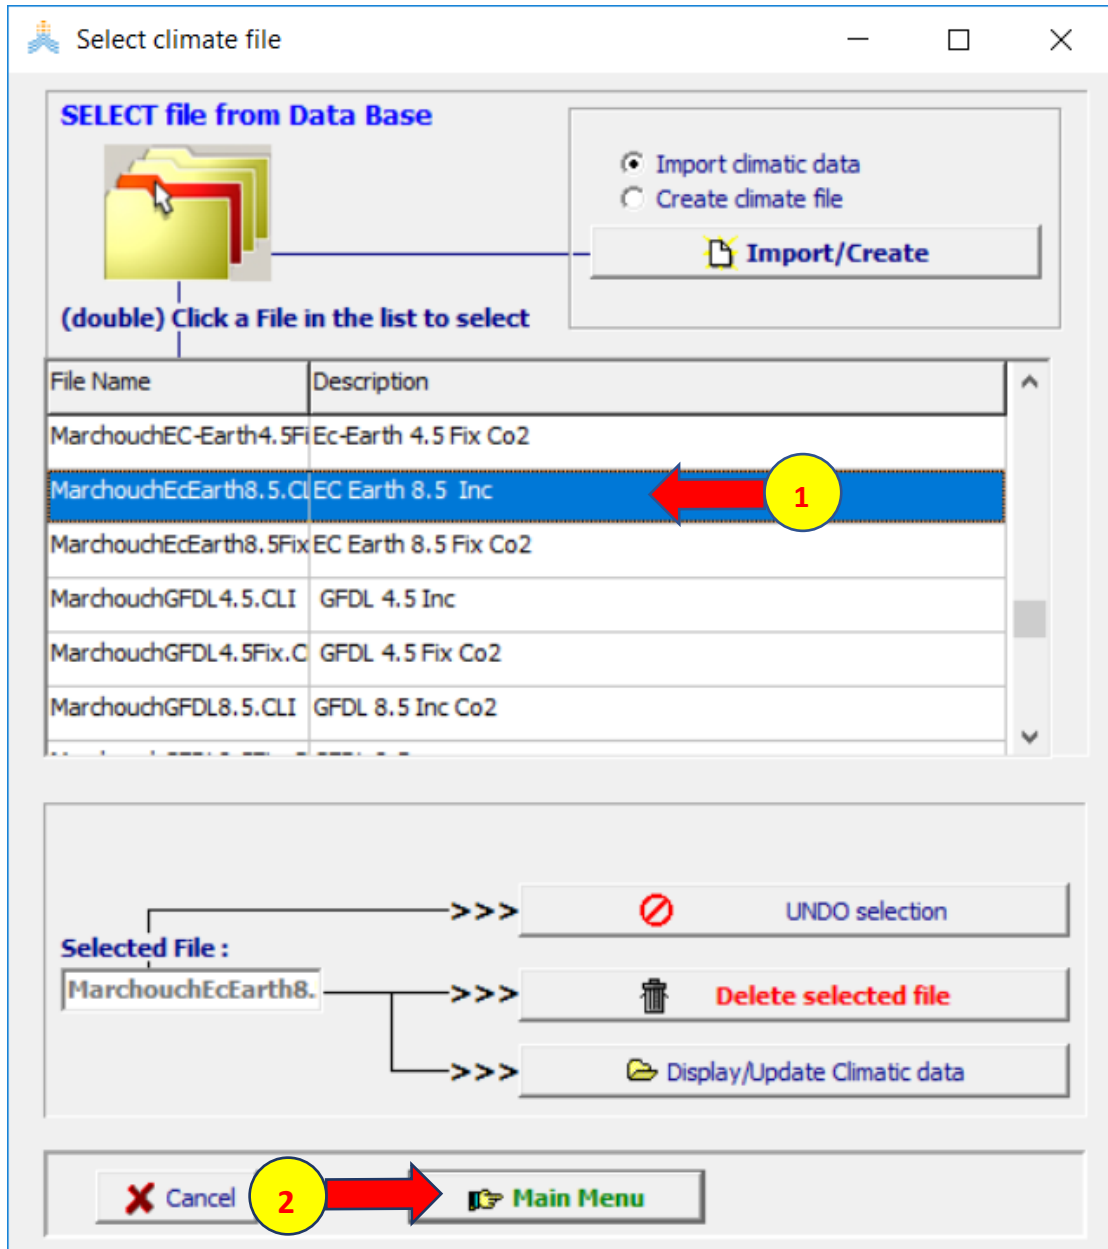 Select climate file
SELECT file from Data Base
Import climatic data
Create climate file
Import/Create
(double) Click a File in the list to select
File Name Description
MarchouchEC-Earth4.5Fi Ec-Earth 4.5 Fix Co2
MarchouchEcEarth8.5.CL EC Earth 8.5 Inc
1
MarchouchEcEarth8.5Fix EC Earth 8.5 Fix Co2
MarchouchGFDL4.5.CLI GFDL 4.5 Inc
MarchouchGFDL4.5Fix.C GFDL 4.5 Fix Co2
MarchouchGFDL8.5.CLI GFDL 8.5 Inc Co2
>>> UNDO selection
Selected File :
MarchouchEcEarth8. >>> Delete selected file
>>> Display/Update Climatic data
Cancel 2 Main Menu